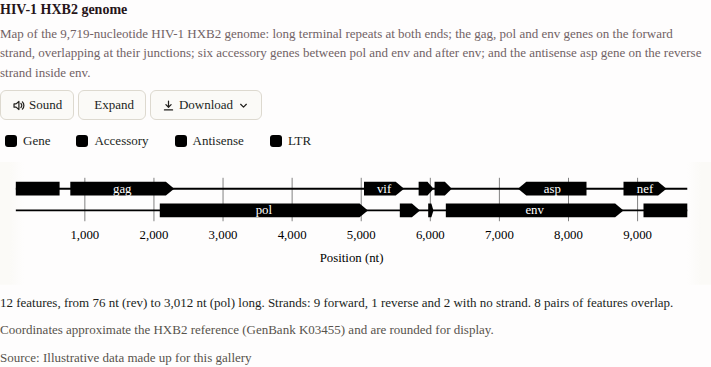 HIV-1 HXB2 genome
Map of the 9,719-nucleotide HIV-1 HXB2 genome: long terminal repeats at both ends; the gag, pol and env genes on the forward
strand, overlapping at their junctions; six accessory genes between pol and env and after env; and the antisense asp gene on the reverse
strand inside env.
Sound Expand Download
Gene Accessory Antisense LTR
gag vif asp nef
pol env
1,000 2,000 3,000 4,000 5,000 6,000 7,000 8,000 9,000
Position (nt)
12 features, from 76 nt (rev) to 3,012 nt (pol) long. Strands: 9 forward, 1 reverse and 2 with no strand. 8 pairs of features overlap.
Coordinates approximate the HXB2 reference (GenBank K03455) and are rounded for display.
Source: Illustrative data made up for this gallery